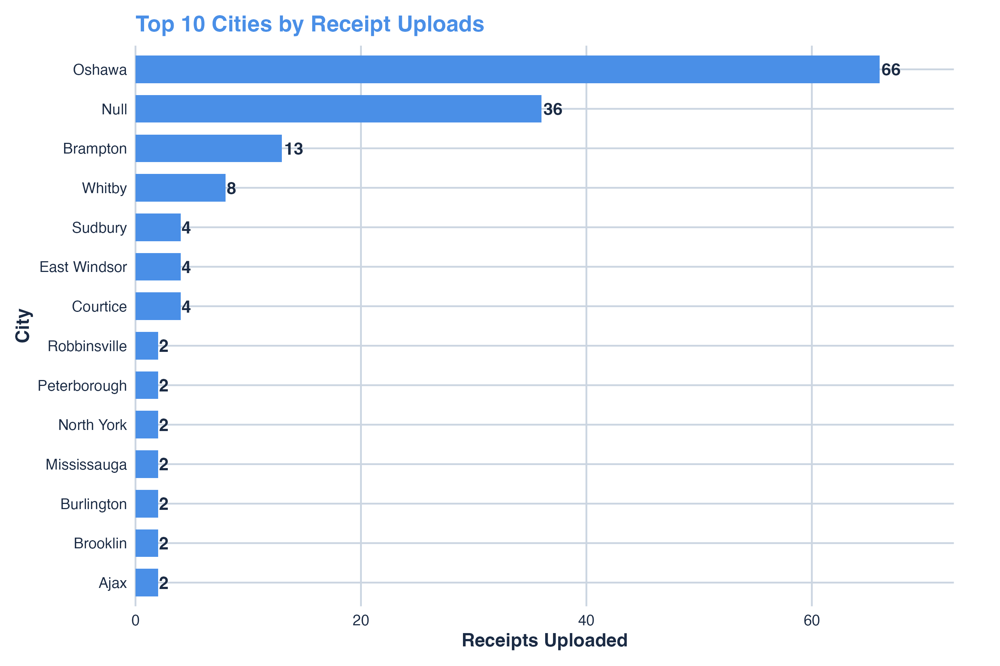 Top 10 Cities by Receipt Uploads
Oshawa 66
Null 36
Brampton 13
Whitby 8
Sudbury 4
East Windsor 4
Courtice 4
Robbinsville 2
Peterborough 2
North York 2
Mississauga 2
Burlington 2
Brooklin 2
Ajax 2
City
0 20 40 60
Receipts Uploaded